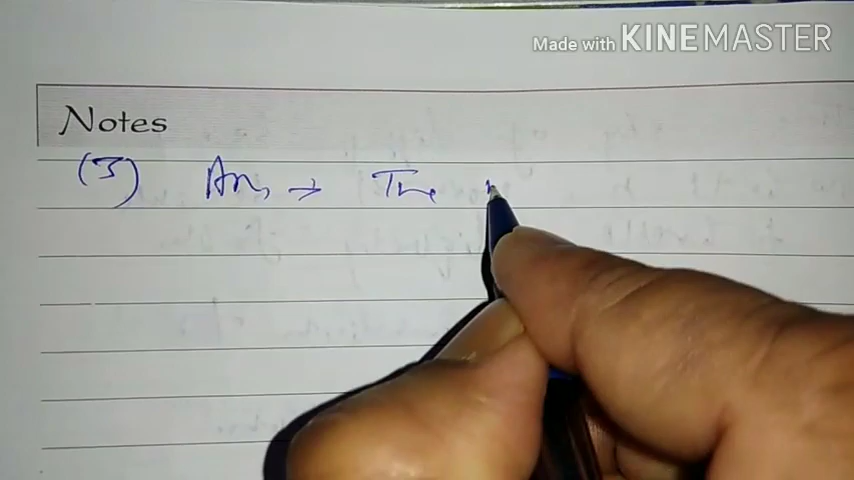 Made with KINEMASTER
Notes
(3) Ans → The